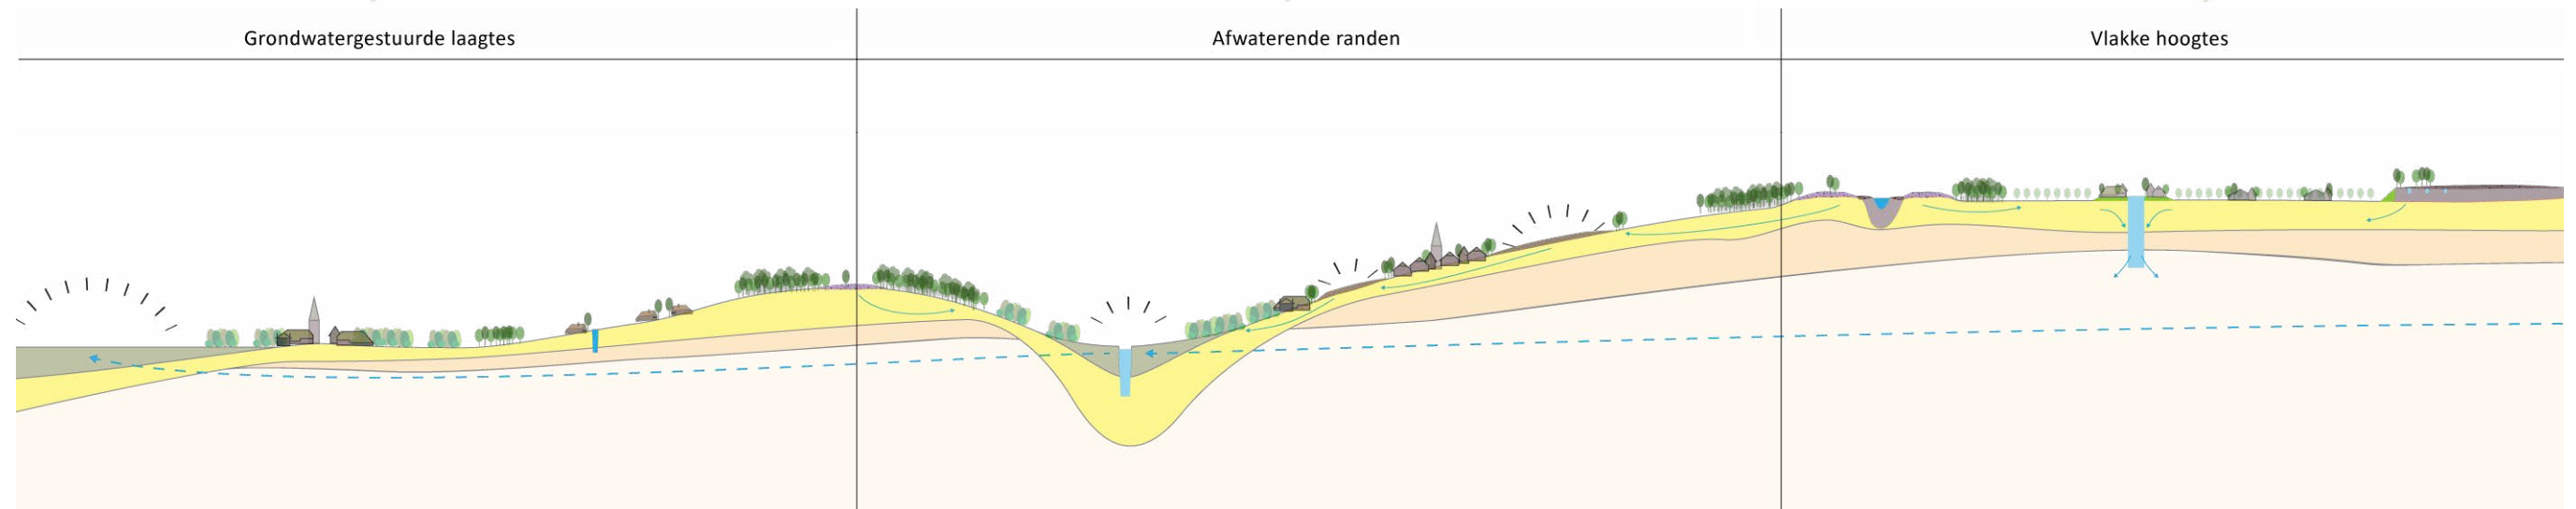 Grondwatergestuurde laagtes
Afwaterende randen
Vlakke hoogtes